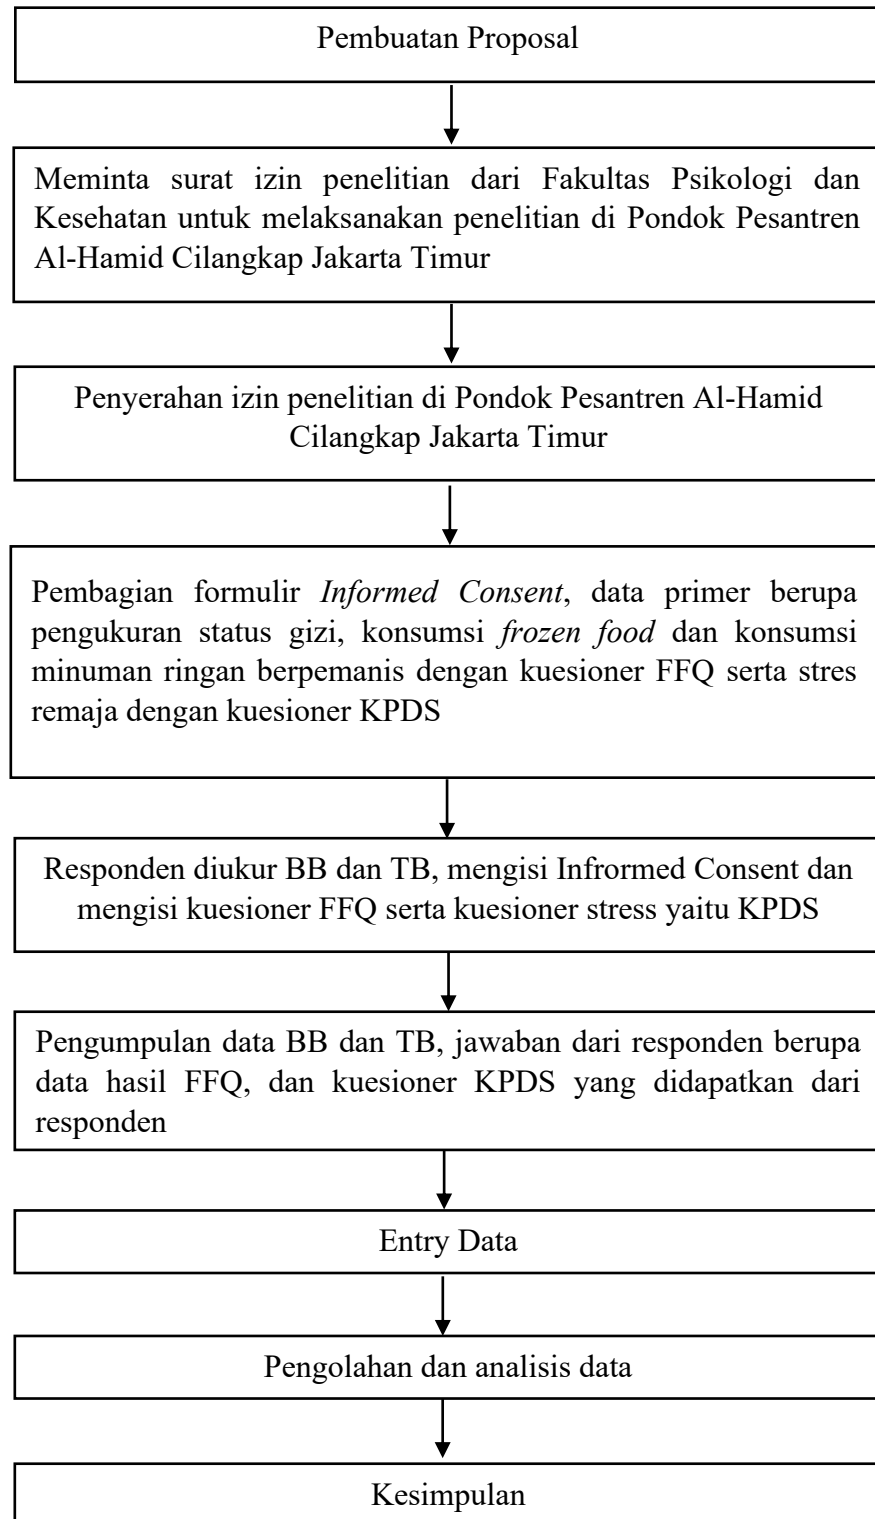 Pembuatan Proposal
Meminta surat izin penelitian dari Fakultas Psikologi dan
Kesehatan untuk melaksanakan penelitian di Pondok Pesantren
Al-Hamid Cilangkap Jakarta Timur
Penyerahan izin penelitian di Pondok Pesantren Al-Hamid
Cilangkap Jakarta Timur
Pembagian formulir Informed Consent, data primer berupa
pengukuran status gizi, konsumsi frozen food dan konsumsi
minuman ringan berpemanis dengan kuesioner FFQ serta stres
remaja dengan kuesioner KPDS
Responden diukur BB dan TB, mengisi Infrormed Consent dan
mengisi kuesioner FFQ serta kuesioner stress yaitu KPDS
Pengumpulan data BB dan TB, jawaban dari responden berupa
data hasil FFQ, dan kuesioner KPDS yang didapatkan dari
responden
Entry Data
Pengolahan dan analisis data
Kesimpulan